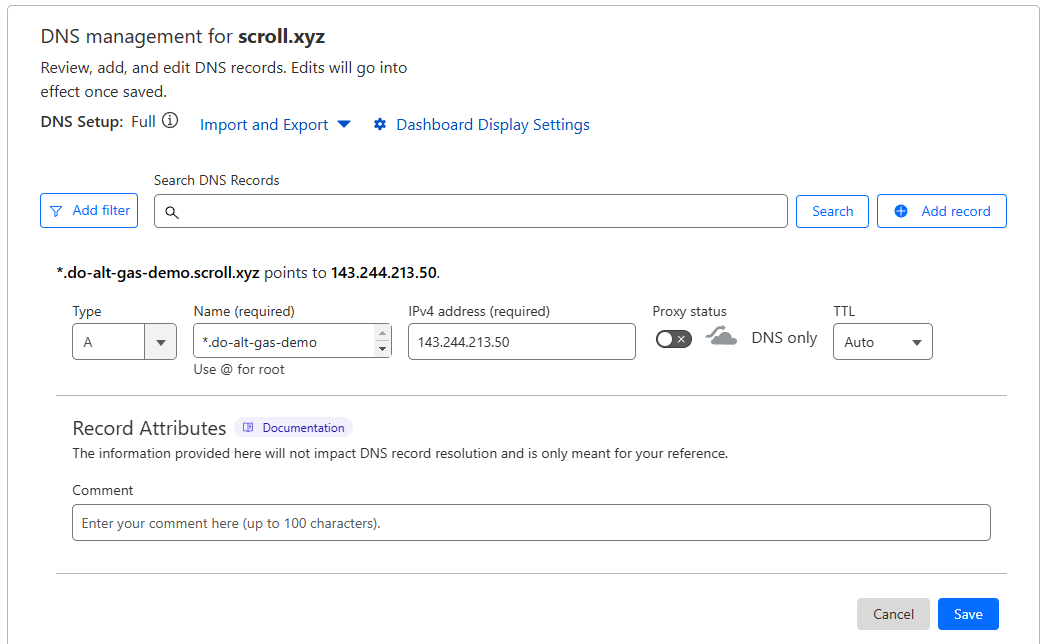 DNS management for scroll.xyz
Review, add, and edit DNS records. Edits will go into
effect once saved.
DNS Setup: Full
Import and Export
Dashboard Display Settings
Search DNS Records
Add filter
Search
Add record
*.do-alt-gas-demo.scroll.xyz points to 143.244.213.50.
Type
Name (required)
IPv4 address (required)
Proxy status
TTL
A
*.do-alt-gas-demo
143.244.213.50
DNS only
Auto
Use @ for root
Record Attributes
Documentation
The information provided here will not impact DNS record resolution and is only meant for your reference.
Comment
Enter your comment here (up to 100 characters).
Cancel
Save